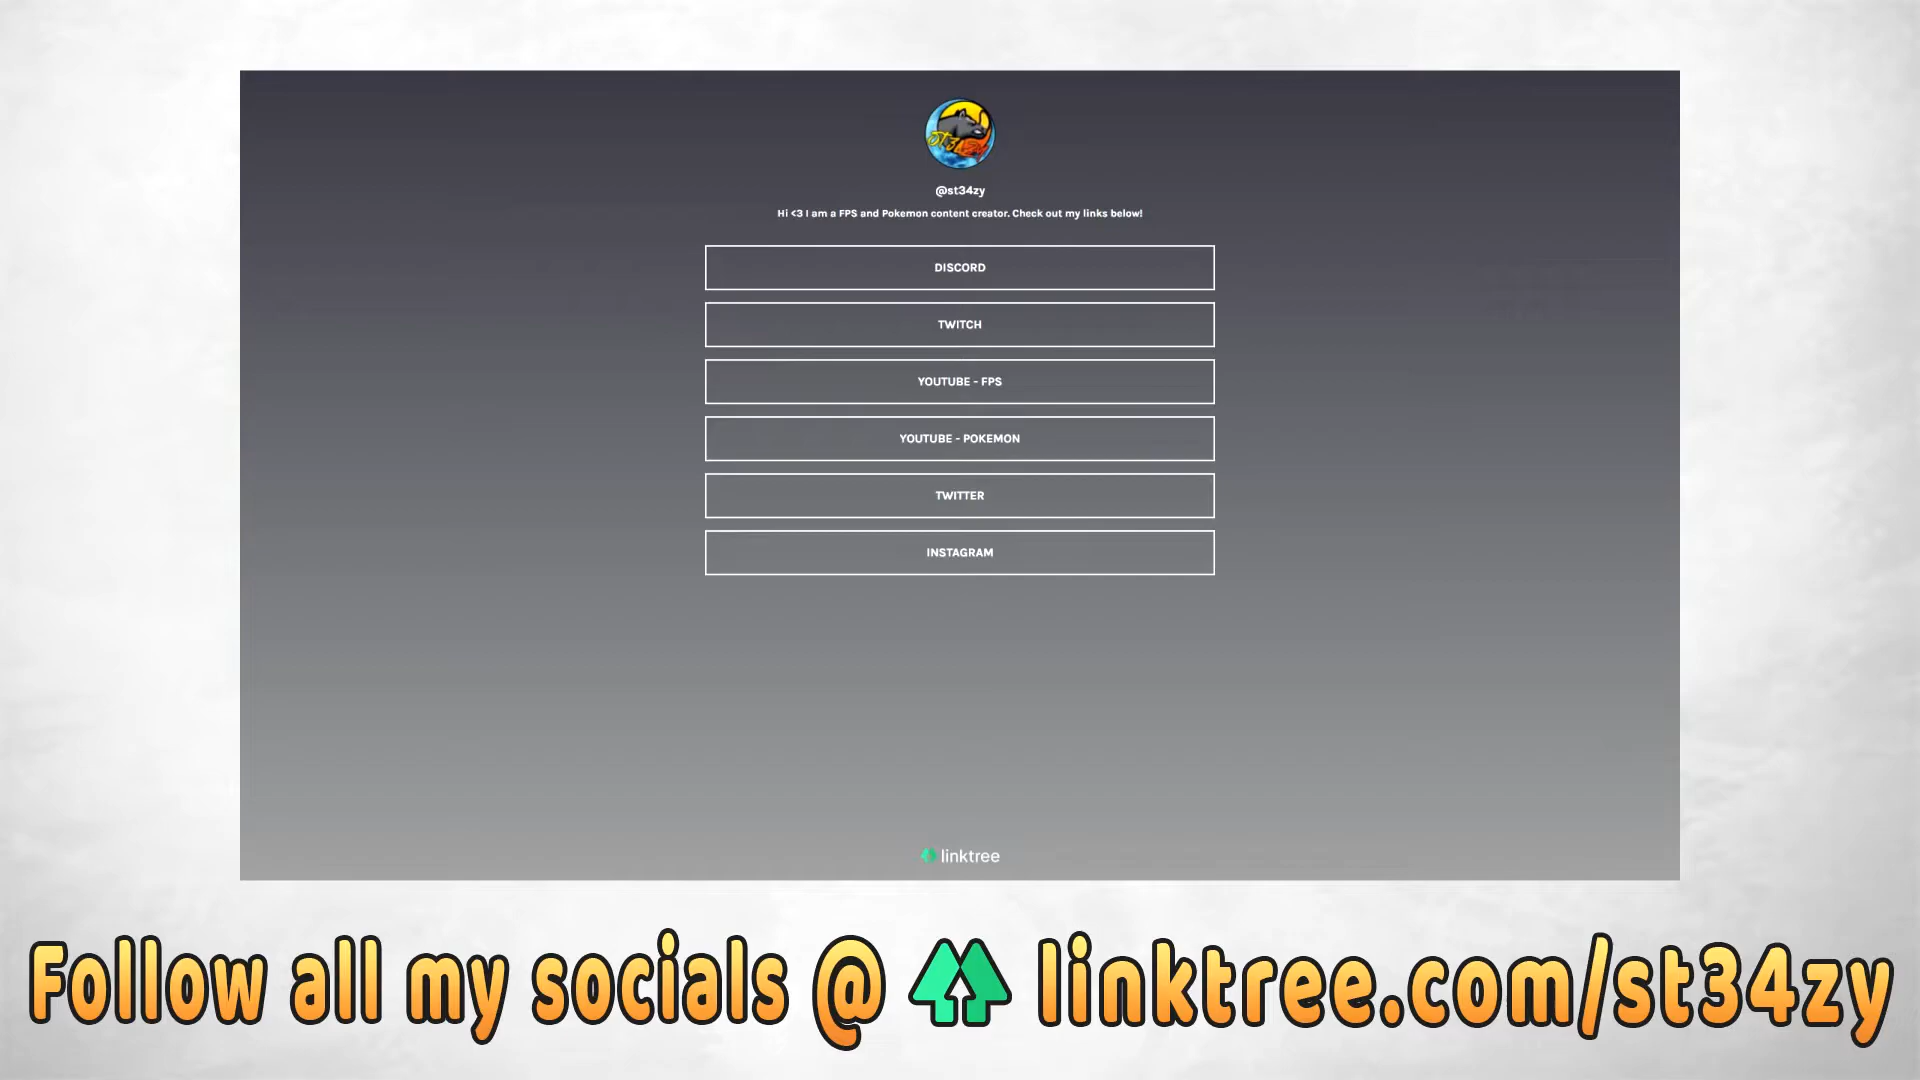 St34Zy
@st34zy
Hi <3 I am a FPS and Pokemon content creator. Check out my links below!
DISCORD
TWITCH
YOUTUBE - FPS
YOUTUBE - POKEMON
TWITTER
INSTAGRAM
linktree
Follow all my socials @ linktree.com/st34zy